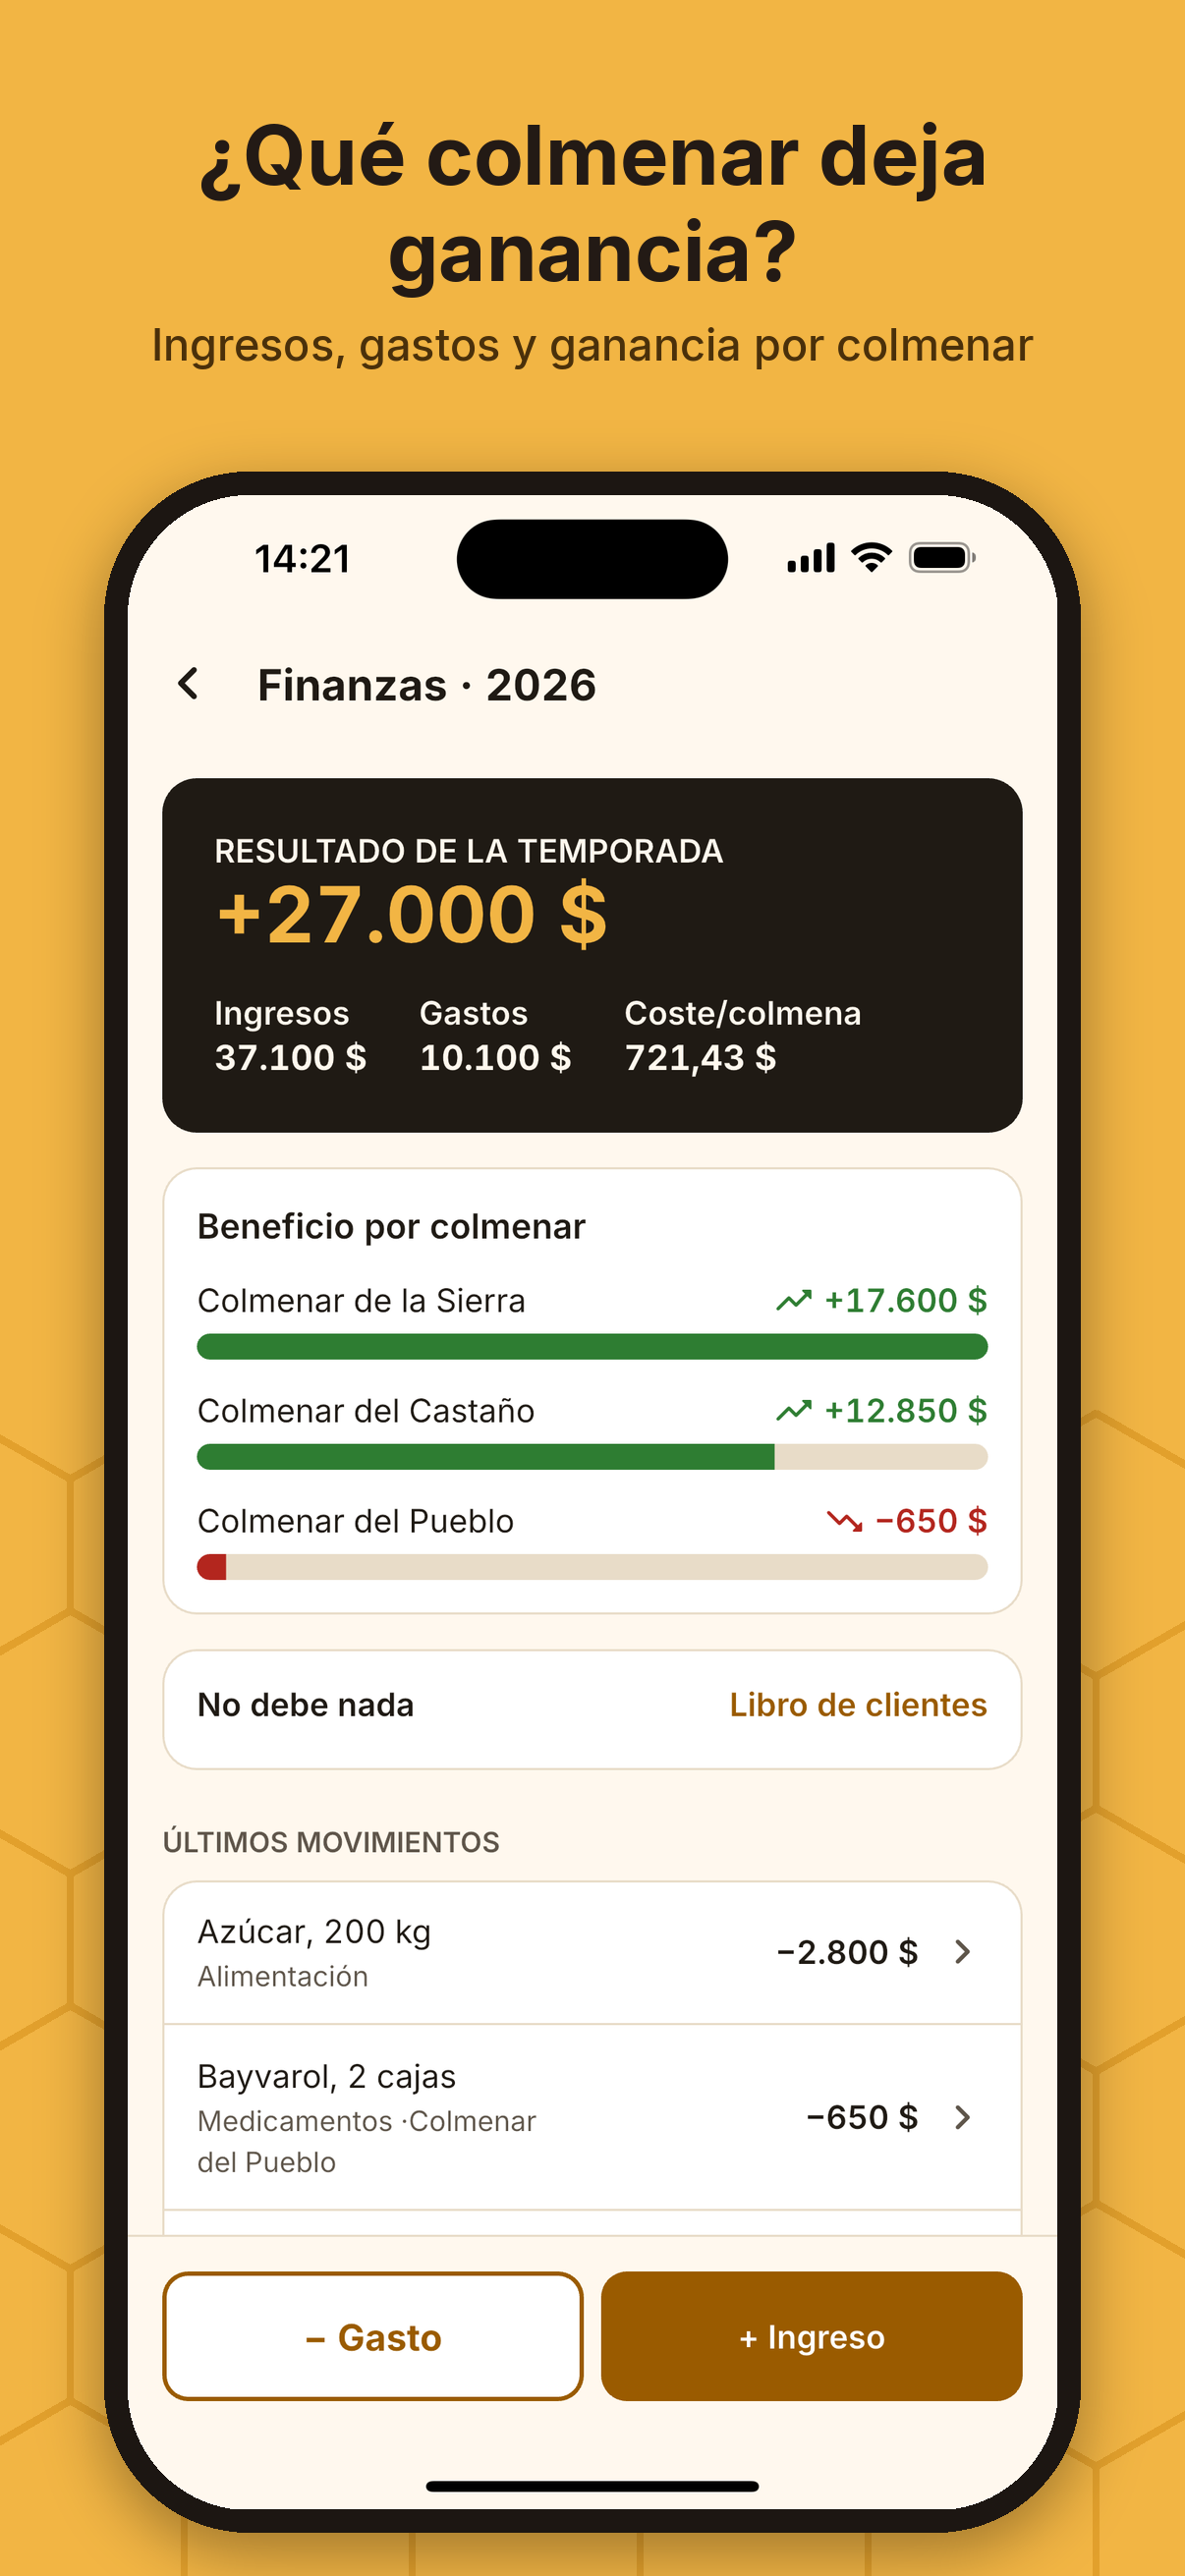 ¿Qué colmenar deja
ganancia?
Ingresos, gastos y ganancia por colmenar
14:21
Finanzas · 2026
RESULTADO DE LA TEMPORADA
+27.000 $
Ingresos Gastos Coste/colmena
37.100 $ 10.100 $ 721,43 $
Beneficio por colmenar
Colmenar de la Sierra +17.600 $
Colmenar del Castaño +12.850 $
Colmenar del Pueblo −650 $
No debe nada Libro de clientes
ÚLTIMOS MOVIMIENTOS
Azúcar, 200 kg
Alimentación
−2.800 $
Bayvarol, 2 cajas
Medicamentos ·Colmenar
del Pueblo
−650 $
− Gasto + Ingreso